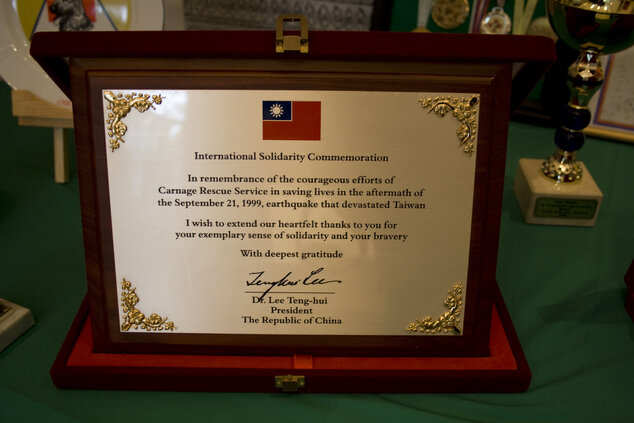 International Solidarity Commemoration
In remembrance of the courageous efforts of
Carnage Rescue Service in saving lives in the aftermath of
the September 21, 1999, earthquake that devastated Taiwan
I wish to extend our heartfelt thanks to you for
your exemplary sense of solidarity and your bravery
With deepest gratitude
Tenghui Lee
Dr. Lee Teng-hui
President
The Republic of China